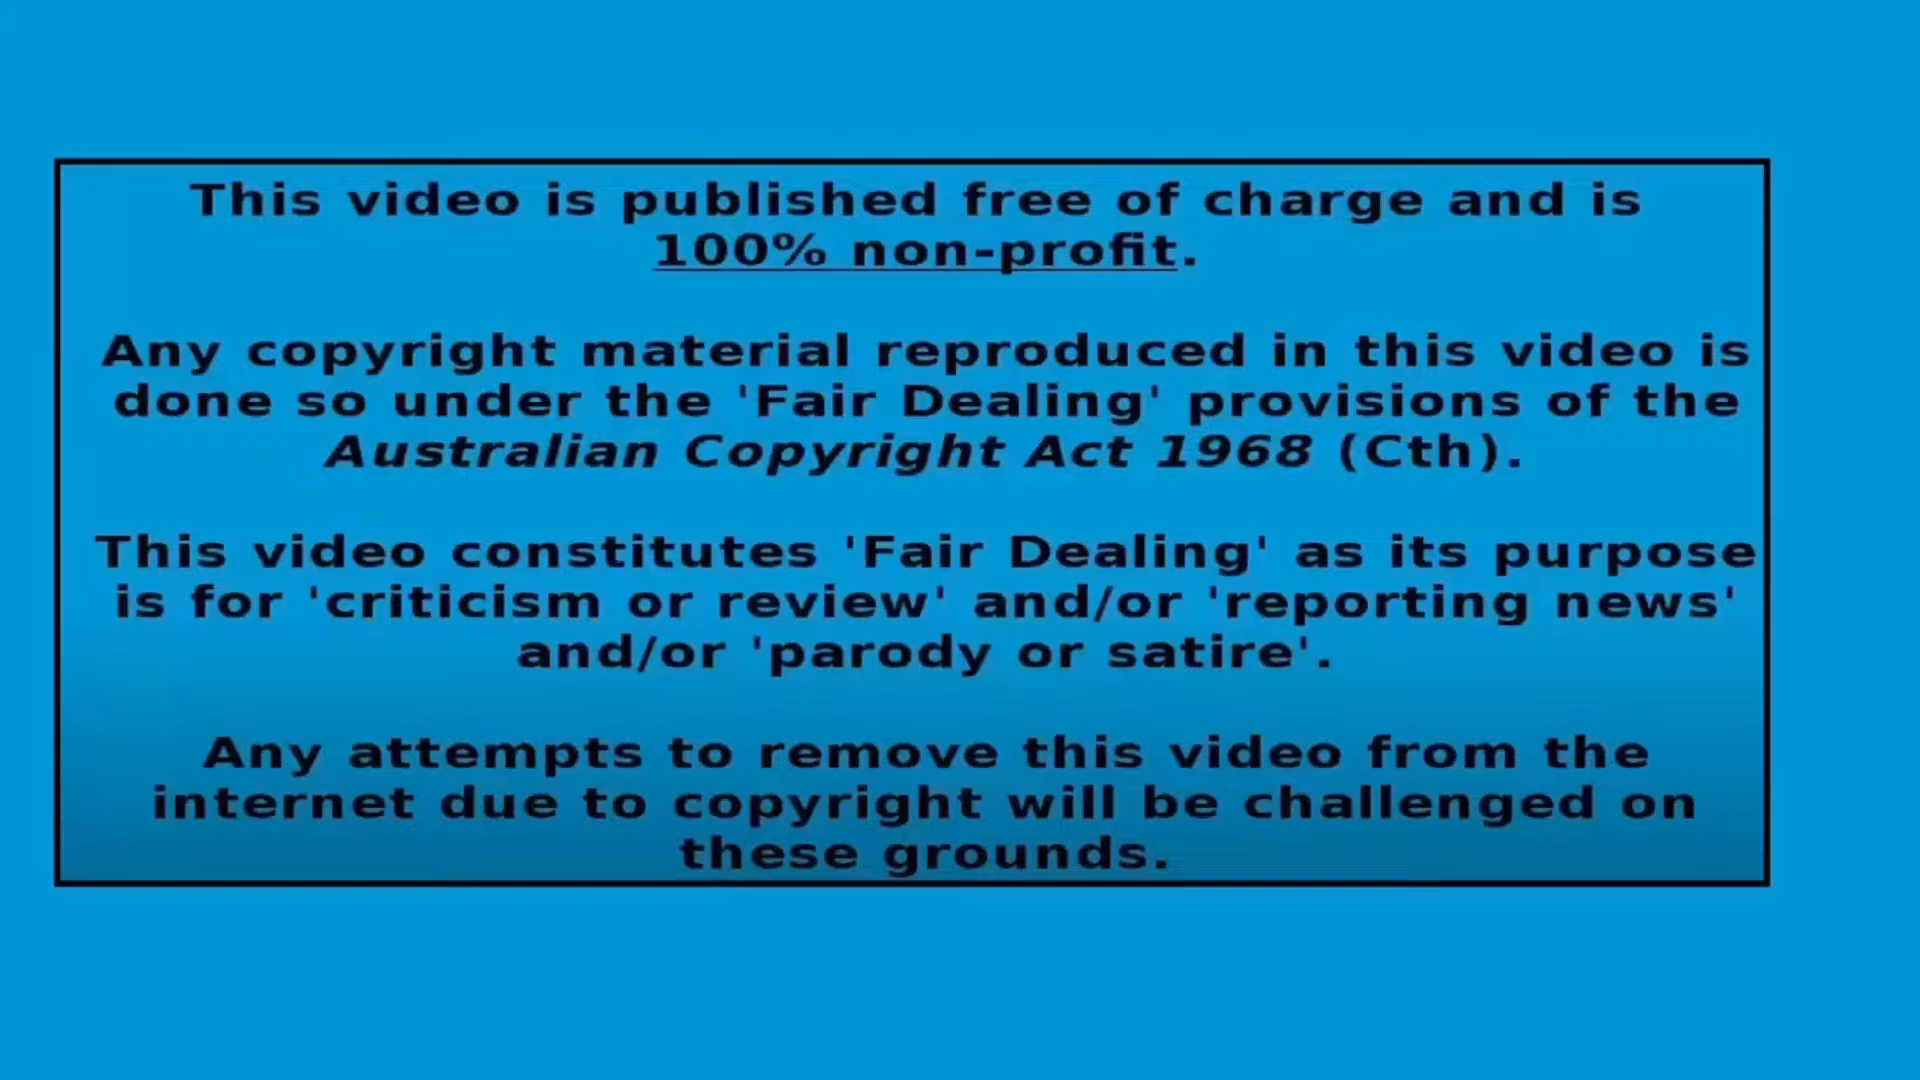 This video is published free of charge and is
100% non-profit.
Any copyright material reproduced in this video is
done so under the 'Fair Dealing' provisions of the
Australian Copyright Act 1968 (Cth).
This video constitutes 'Fair Dealing' as its purpose
is for 'criticism or review' and/or 'reporting news'
and/or 'parody or satire'.
Any attempts to remove this video from the
internet due to copyright will be challenged on
these grounds.